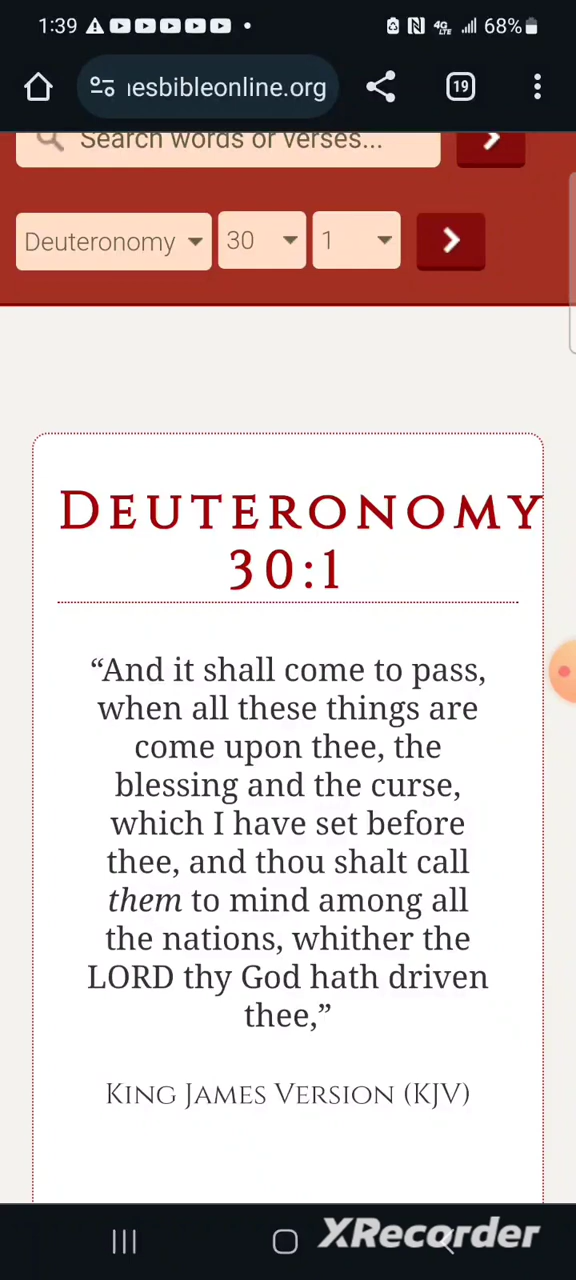 1:39
4G LTE
68%
ıesbibleonline.org
19
Search words or verses...
Deuteronomy 30 1
DEUTERONOMY
30:1
“And it shall come to pass,
when all these things are
come upon thee, the
blessing and the curse,
which I have set before
thee, and thou shalt call
them to mind among all
the nations, whither the
LORD thy God hath driven
thee,”
KING JAMES VERSION (KJV)
XRecorder